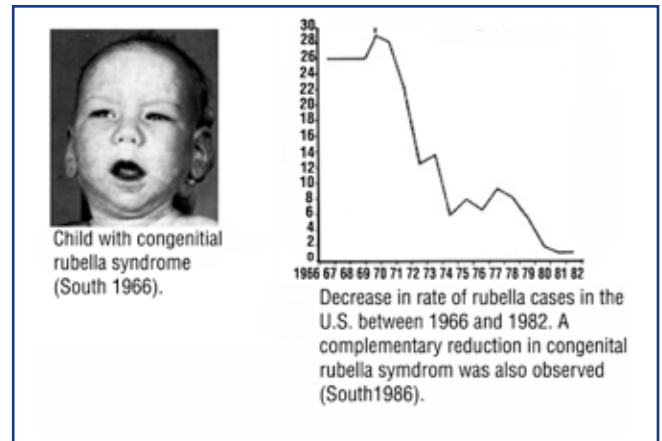 Child with congenitial
rubella syndrome
(South 1966).
30
28
26
24
22
20
18
16
14
12
10
8
6
4
2
0
1966 67 68 69 70 71 72 73 74 75 76 77 78 79 80 81 82
Decrease in rate of rubella cases in the
U.S. between 1966 and 1982. A
complementary reduction in congenital
rubella symdrom was also observed
(South1986).